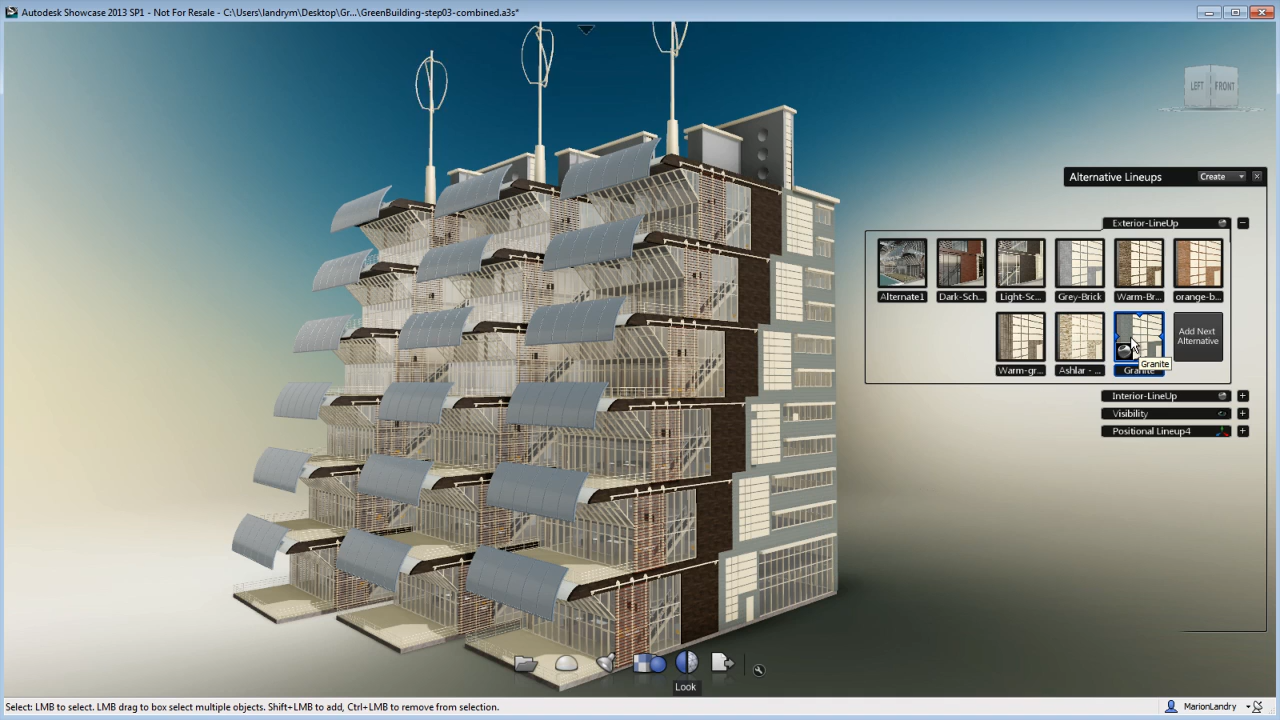 Autodesk Showcase 2013 SP1 - Not For Resale - C:\Users\landrym\Desktop\Gr...\GreenBuilding-step03-combined.a3s*
LEFT FRONT
Alternative Lineups Create
Exterior-LineUp
Alternate1 Dark-Sch... Light-Sc... Grey-Brick Warm-Br... orange-b...
Add Next
Alternative
Granite
Warm-gr... Ashlar - ... Granite
Interior-LineUp
Visibility
Positional Lineup4
Look
Select: LMB to select. LMB drag to box select multiple objects. Shift+LMB to add, Ctrl+LMB to remove from selection. MarionLandry